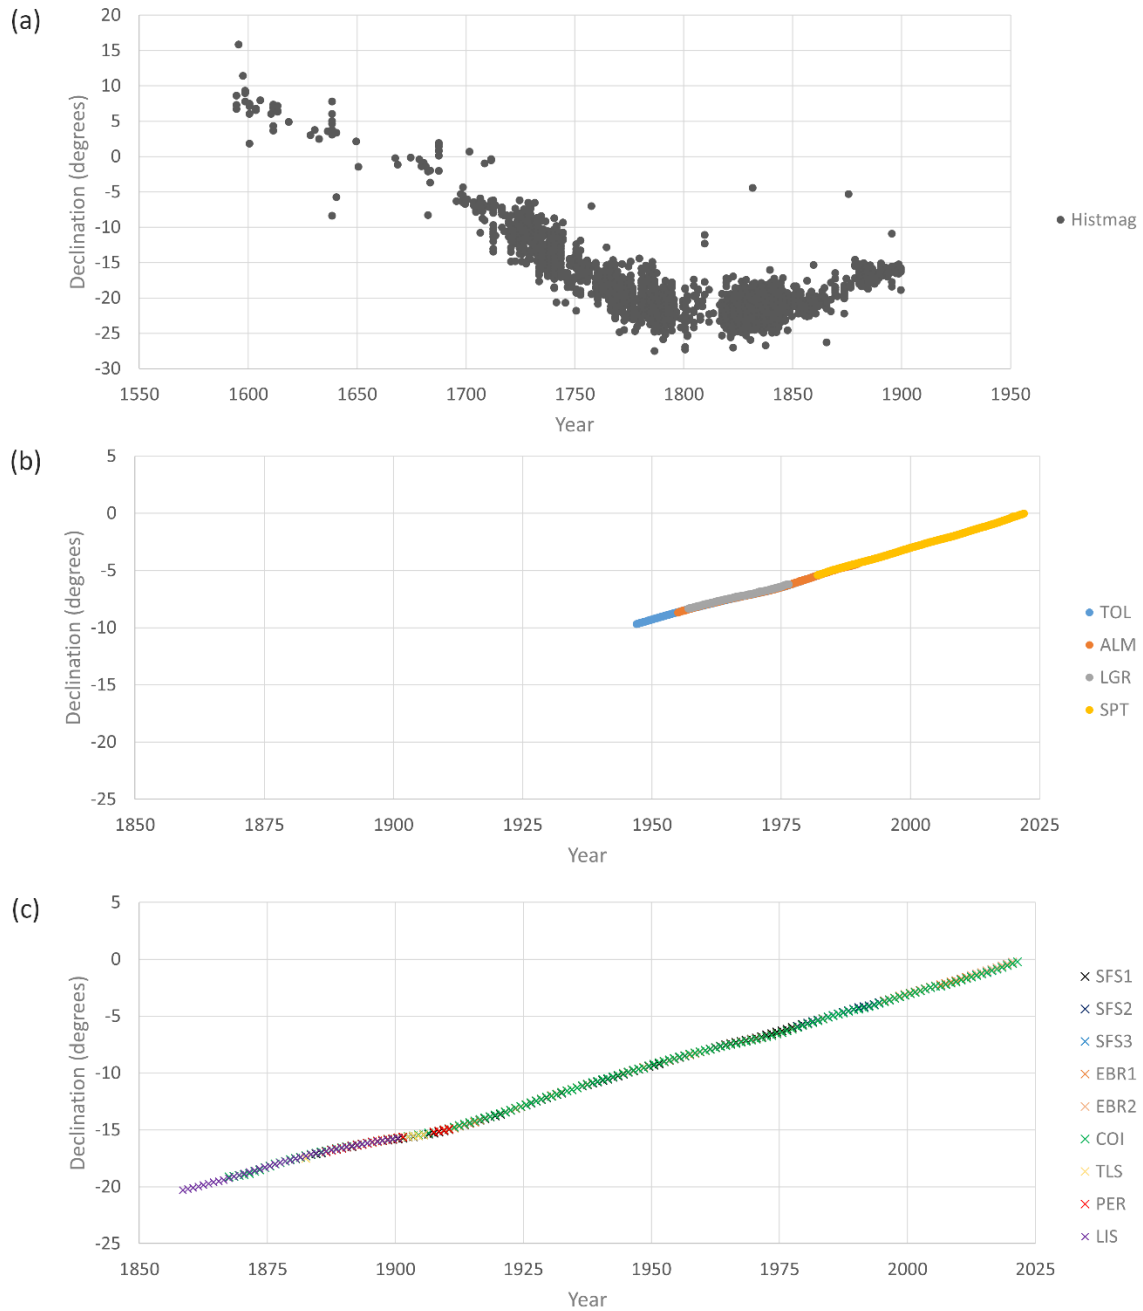 (a)
20
15
10
5
0
-5
-10
-15
-20
-25
-30
Declination (degrees)
1550 1600 1650 1700 1750 1800 1850 1900 1950
Year
Histmag
(b)
5
0
-5
-10
-15
-20
-25
Declination (degrees)
1850 1875 1900 1925 1950 1975 2000 2025
Year
TOL
ALM
LGR
SPT
(c)
5
0
-5
-10
-15
-20
-25
Declination (degrees)
1850 1875 1900 1925 1950 1975 2000 2025
Year
SFS1
SFS2
SFS3
EBR1
EBR2
COI
TLS
PER
LIS